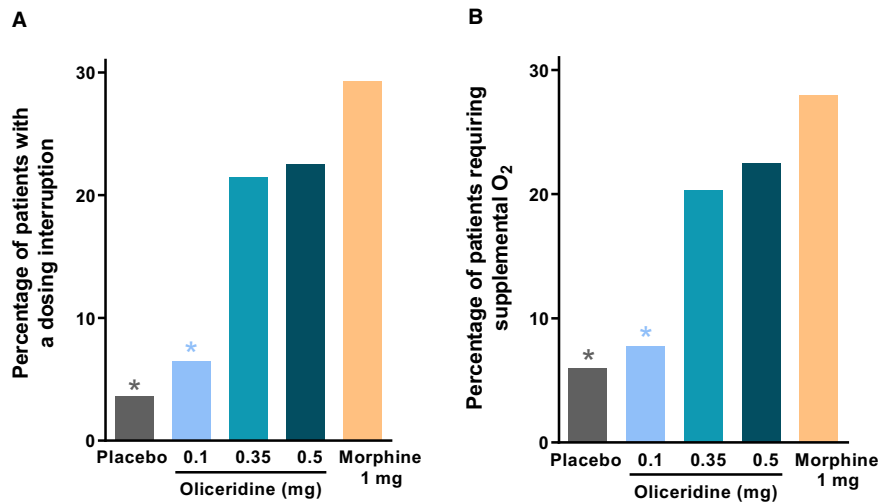 A
Percentage of patients with
a dosing interruption
30
20
10
0
*
*
Placebo 0.1 0.35 0.5 Morphine
1 mg
Oliceridine (mg)
B
Percentage of patients requiring
supplemental O₂
30
20
10
0
*
*
Placebo 0.1 0.35 0.5 Morphine
1 mg
Oliceridine (mg)